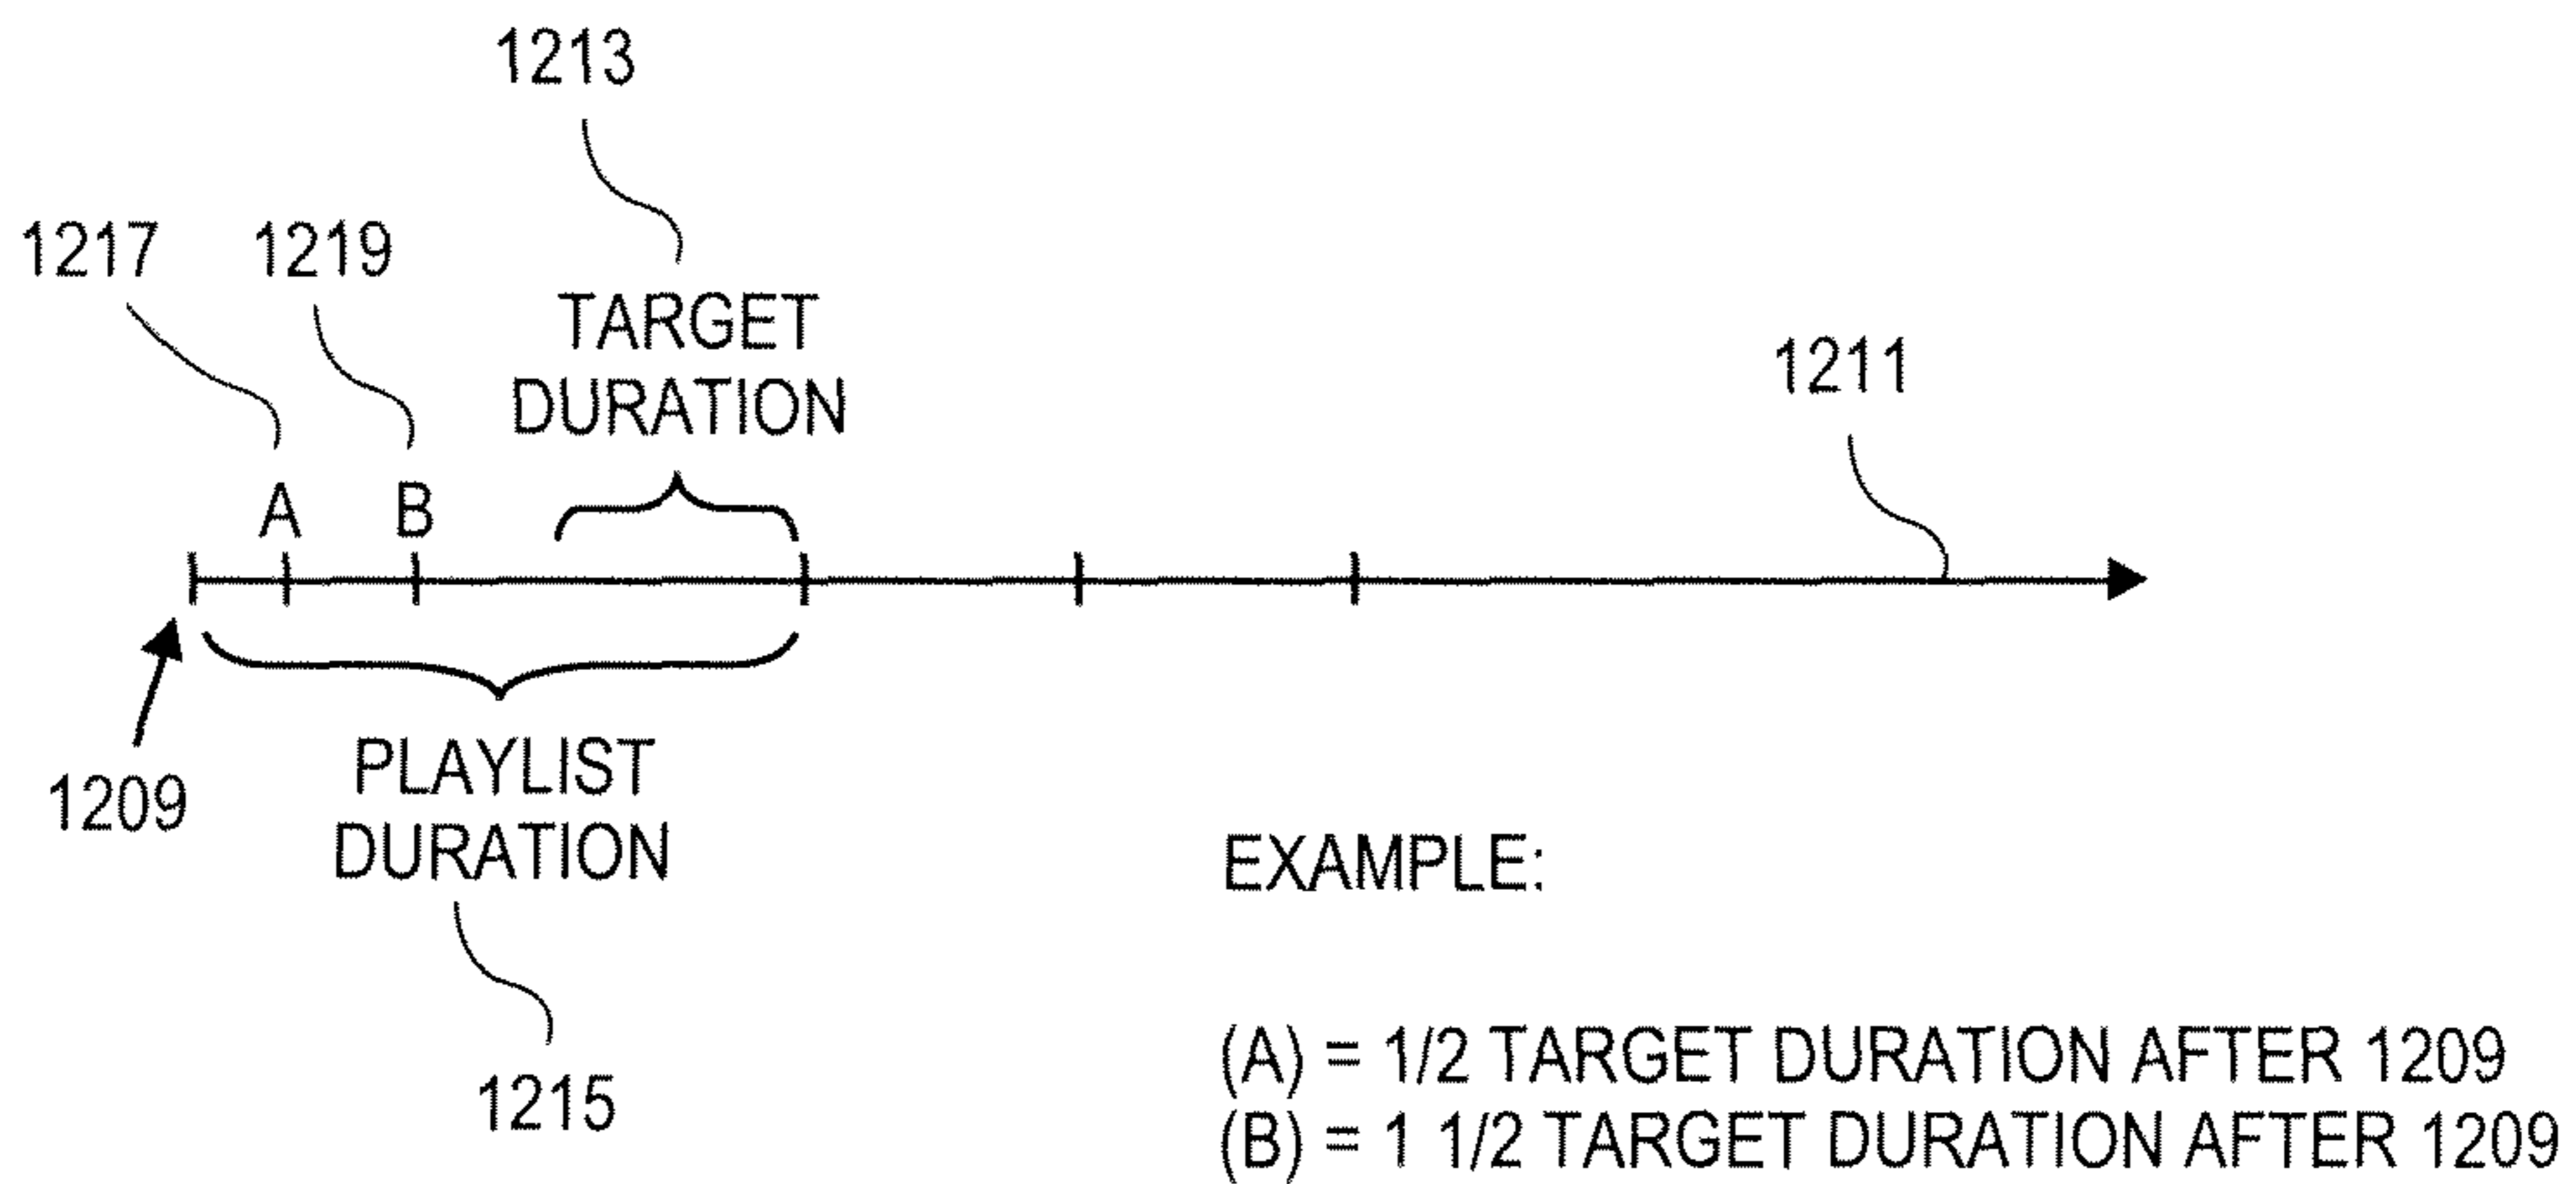 1213
1217
1219
TARGET
DURATION
1211
A
B
1209
PLAYLIST
DURATION
1215
EXAMPLE:
(A) = 1/2 TARGET DURATION AFTER 1209
(B) = 1 1/2 TARGET DURATION AFTER 1209